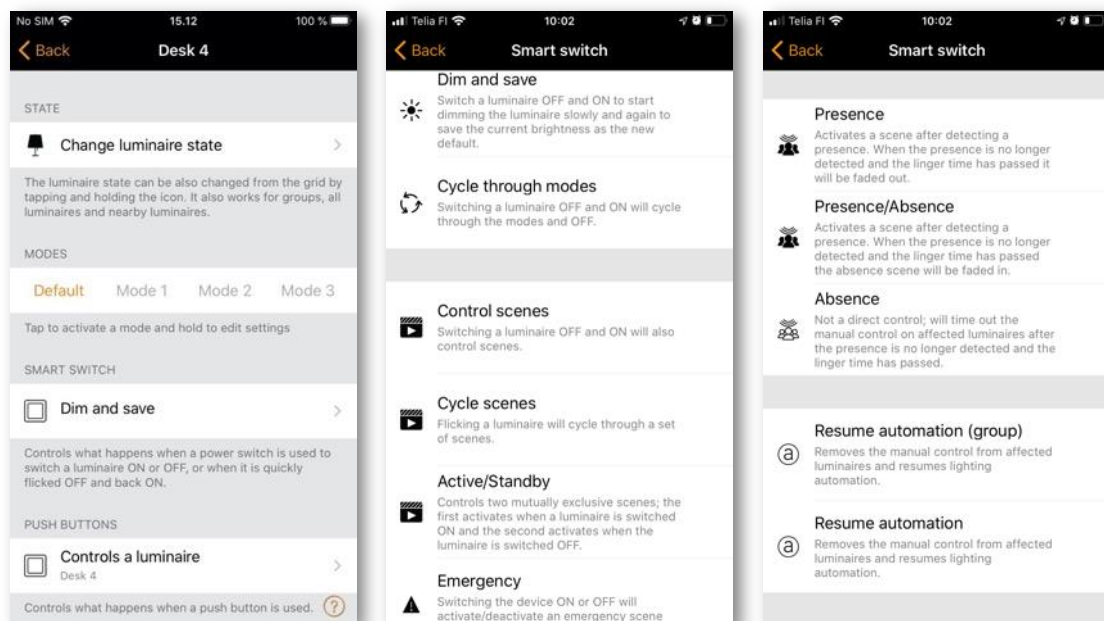 No SIM 15.12 100 %
Back Desk 4
STATE
Change luminaire state
The luminaire state can be also changed from the grid by
tapping and holding the icon. It also works for groups, all
luminaires and nearby luminaires.
MODES
Default Mode 1 Mode 2 Mode 3
Tap to activate a mode and hold to edit settings
SMART SWITCH
Dim and save
Controls what happens when a power switch is used to
switch a luminaire ON or OFF, or when it is quickly
flicked OFF and back ON.
PUSH BUTTONS
Controls a luminaire
Desk 4
Controls what happens when a push button is used. ?
Telia FI 10:02
Back Smart switch
Dim and save
Switch a luminaire OFF and ON to start
dimming the luminaire slowly and again to
save the current brightness as the new
default.
Cycle through modes
Switching a luminaire OFF and ON will cycle
through the modes and OFF.
Control scenes
Switching a luminaire OFF and ON will also
control scenes.
Cycle scenes
Flicking a luminaire will cycle through a set
of scenes.
Active/Standby
Controls two mutually exclusive scenes; the
first activates when a luminaire is switched
ON and the second activates when the
luminaire is switched OFF.
Emergency
Switching the device ON or OFF will
activate/deactivate an emergency scene
Telia FI 10:02
Back Smart switch
Presence
Activates a scene after detecting a
presence. When the presence is no longer
detected and the linger time has passed it
will be faded out.
Presence/Absence
Activates a scene after detecting a
presence. When the presence is no longer
detected and the linger time has passed
the absence scene will be faded in.
Absence
Not a direct control; will time out the
manual control on affected luminaires after
the presence is no longer detected and the
linger time has passed.
Resume automation (group)
a
Removes the manual control from affected
luminaires and resumes lighting
automation.
Resume automation
a
Removes the manual control from affected
luminaires and resumes lighting
automation.